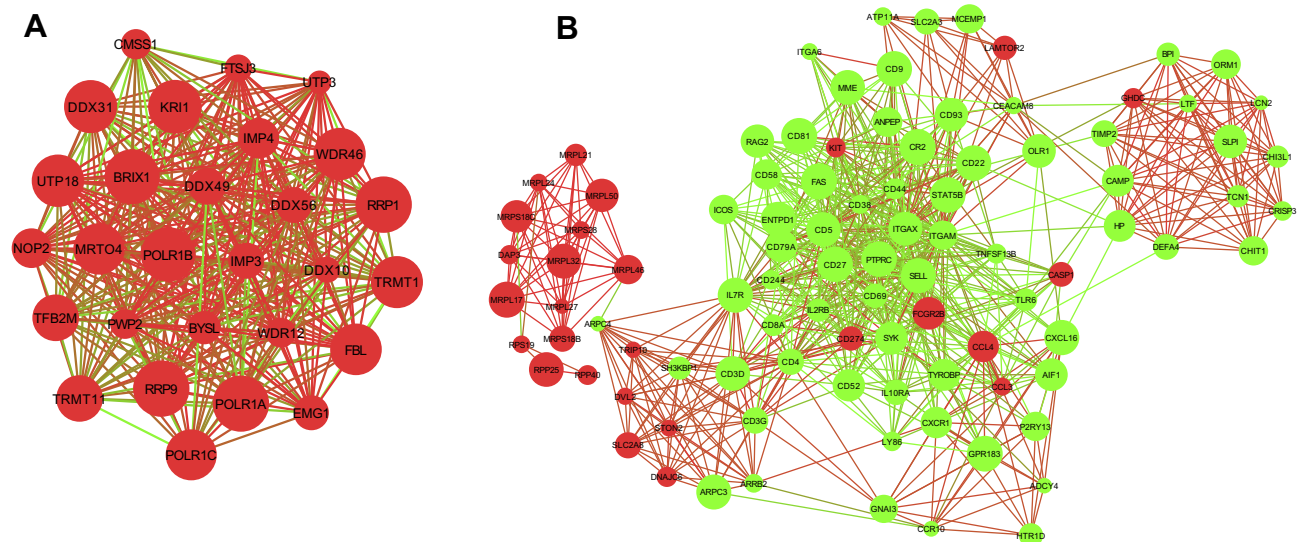 A
CMSS1
FTSJ3
UTP3
DDX31
KRI1
IMP4
WDR46
UTP18
BRIX1
DDX49
DDX56
RRP1
NOP2
MRTO4
POLR1B
IMP3
DDX10
TRMT1
TFB2M
PWP2
BYSL
WDR12
FBL
TRMT11
RRP9
POLR1A
EMG1
POLR1C
B
ATP11A
SLC2A3
MCEMP1
ITGA6
LAMTOR2
CD9
MME
CEACAM8
BPI
ORM1
GHDC
LTF
LCN2
ANPEP
CD93
RAG2
CD81
KIT
CR2
CD22
OLR1
TIMP2
SLPI
CHI3L1
MRPL21
MRPL24
MRPL50
CD58
FAS
CD44
STAT5B
CAMP
TCN1
CRISP3
MRPS18C
MRPS28
ICOS
ENTPD1
CD38
CD5
ITGAX
ITGAM
HP
DEFA4
CHIT1
DAP3
MRPL32
MRPL46
CD79A
CD27
PTPRC
TNFSF13B
CD244
SELL
CASP1
MRPL17
MRPL27
IL7R
CD69
TLR6
IL2RB
FCGR2B
ARPC4
CD8A
MRPS18B
RPS19
CD274
SYK
CCL4
CXCL16
SH3KBP1
CD3D
CD4
RPP25
RPP40
CD52
IL10RA
TYROBP
CCL3
AIF1
DVL2
STON2
CD3G
SLC2A8
LY86
CXCR1
P2RY13
GPR183
DNAJC6
ARPC3
ARRB2
ADCY4
GNAI3
CCR10
HTR1D